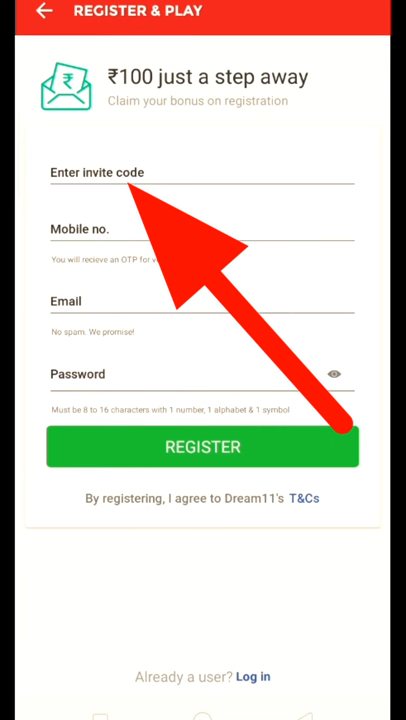 REGISTER & PLAY
₹100 just a step away
Claim your bonus on registration
Enter invite code
Mobile no.
You will recieve an OTP for
Email
No spam. We promise!
Password
Must be 8 to 16 characters with 1 number, 1 alphabet & 1 symbol
REGISTER
By registering, I agree to Dream11's T&Cs
Already a user? Log in